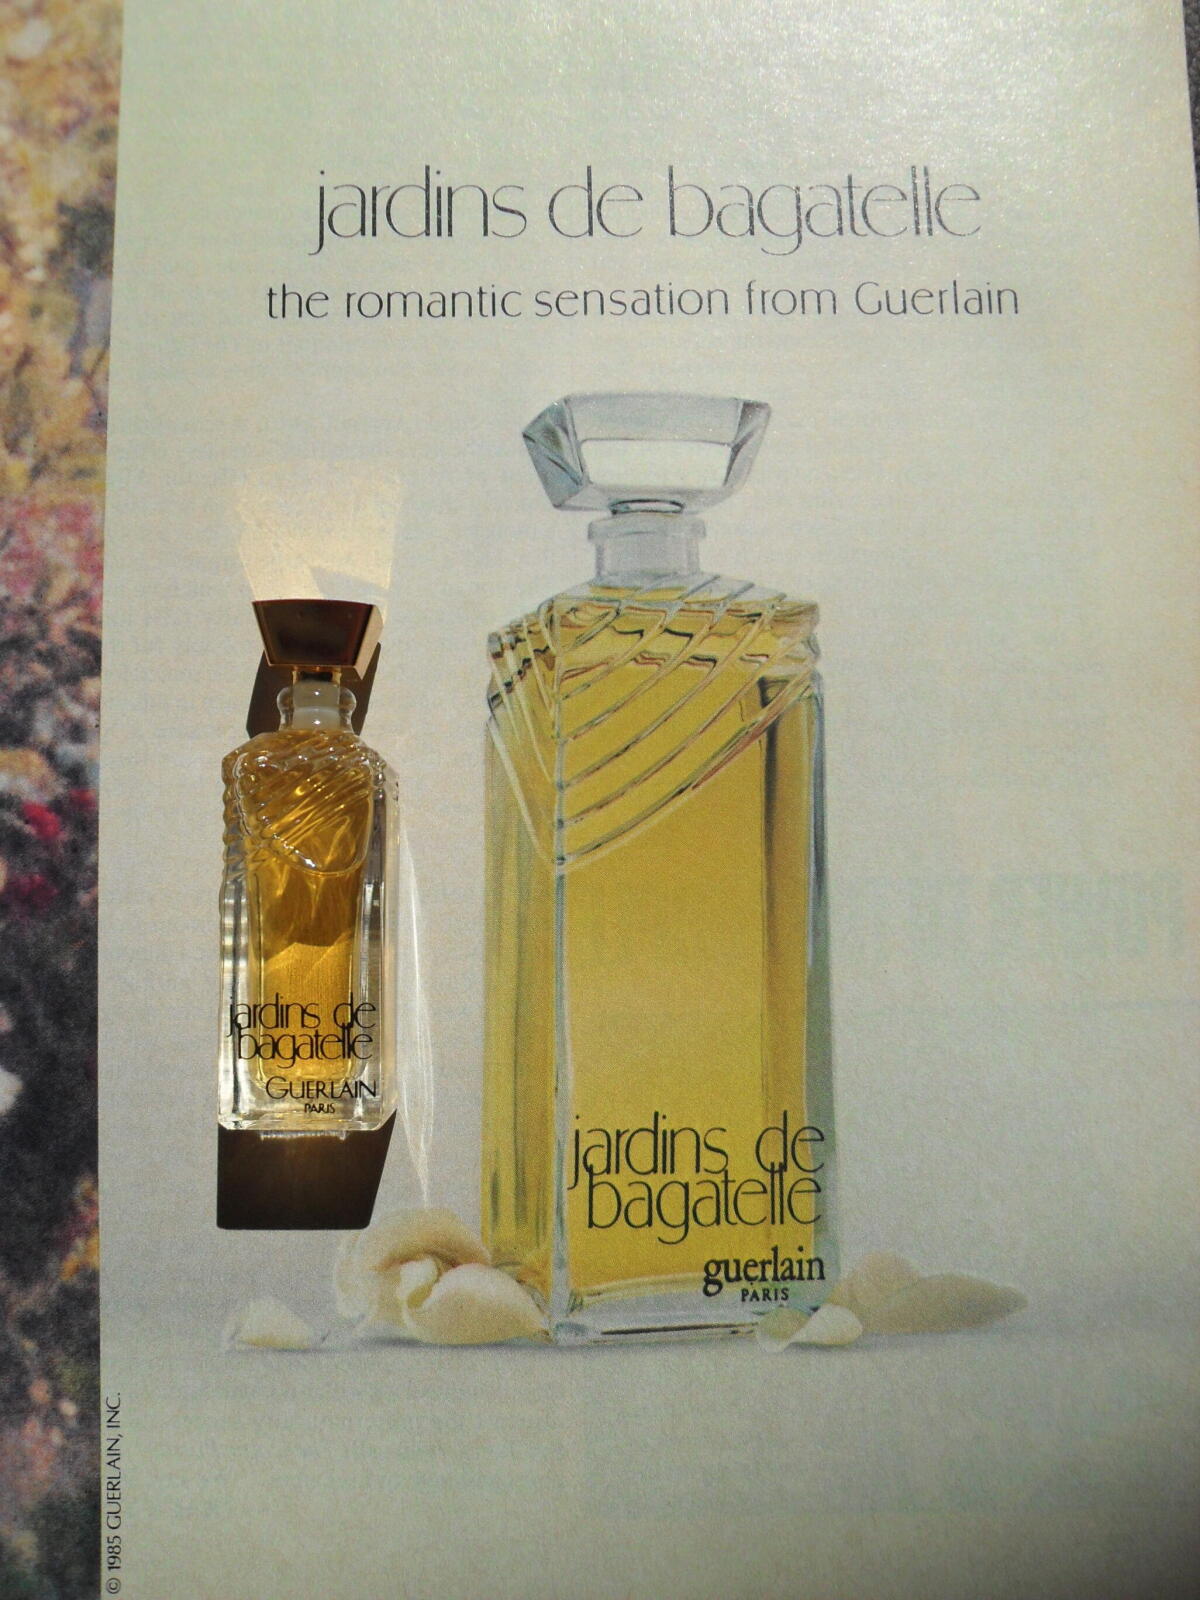 jardins de bagatelle
the romantic sensation from Guerlain
jardins de
bagatelle
GUERLAIN
PARIS
jardins de
bagatelle
guerlain
PARIS
© 1985 GUERLAIN, INC.